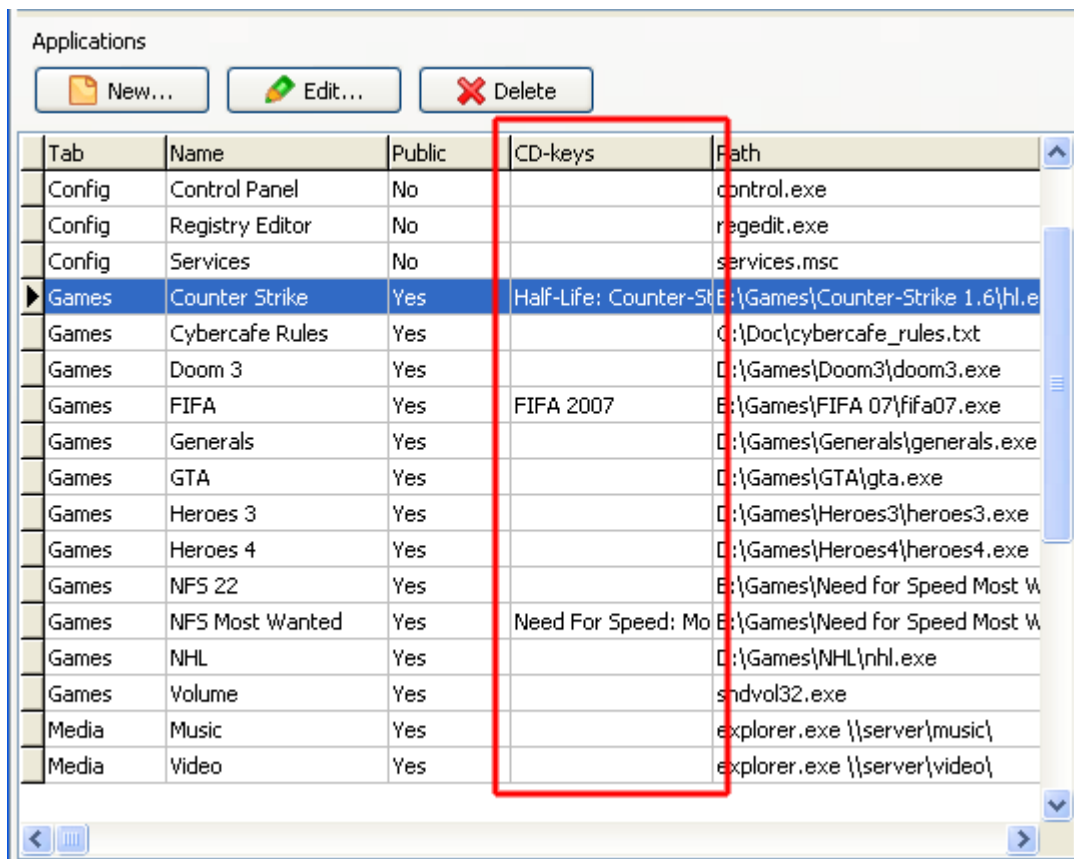 Applications
New... Edit... Delete
Tab Name Public CD-keys Path
Config Control Panel No control.exe
Config Registry Editor No regedit.exe
Config Services No services.msc
Games Counter Strike Yes Half-Life: Counter-St E:\Games\Counter-Strike 1.6\hl.e
Games Cybercafe Rules Yes C:\Doc\cybercafe_rules.txt
Games Doom 3 Yes D:\Games\Doom3\doom3.exe
Games FIFA Yes FIFA 2007 E:\Games\FIFA 07\fifa07.exe
Games Generals Yes D:\Games\Generals\generals.exe
Games GTA Yes D:\Games\GTA\gta.exe
Games Heroes 3 Yes D:\Games\Heroes3\heroes3.exe
Games Heroes 4 Yes D:\Games\Heroes4\heroes4.exe
Games NFS 22 Yes E:\Games\Need for Speed Most W
Games NFS Most Wanted Yes Need For Speed: Mo E:\Games\Need for Speed Most W
Games NHL Yes D:\Games\NHL\nhl.exe
Games Volume Yes sndvol32.exe
Media Music Yes explorer.exe \\server\music\
Media Video Yes explorer.exe \\server\video\